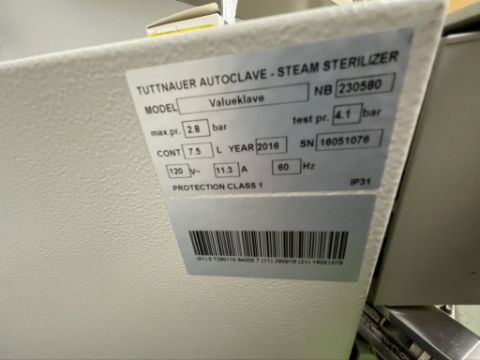 TUTTNAUER AUTOCLAVE - STEAM STERILIZER
MODEL Valueklave NB 230580
max.pr. 2.8 bar test pr. 4.1 bar
CONT 7.5 L YEAR 2016 SN 16051076
120 V~ 11.3 A 60 Hz
PROTECTION CLASS 1 IP31